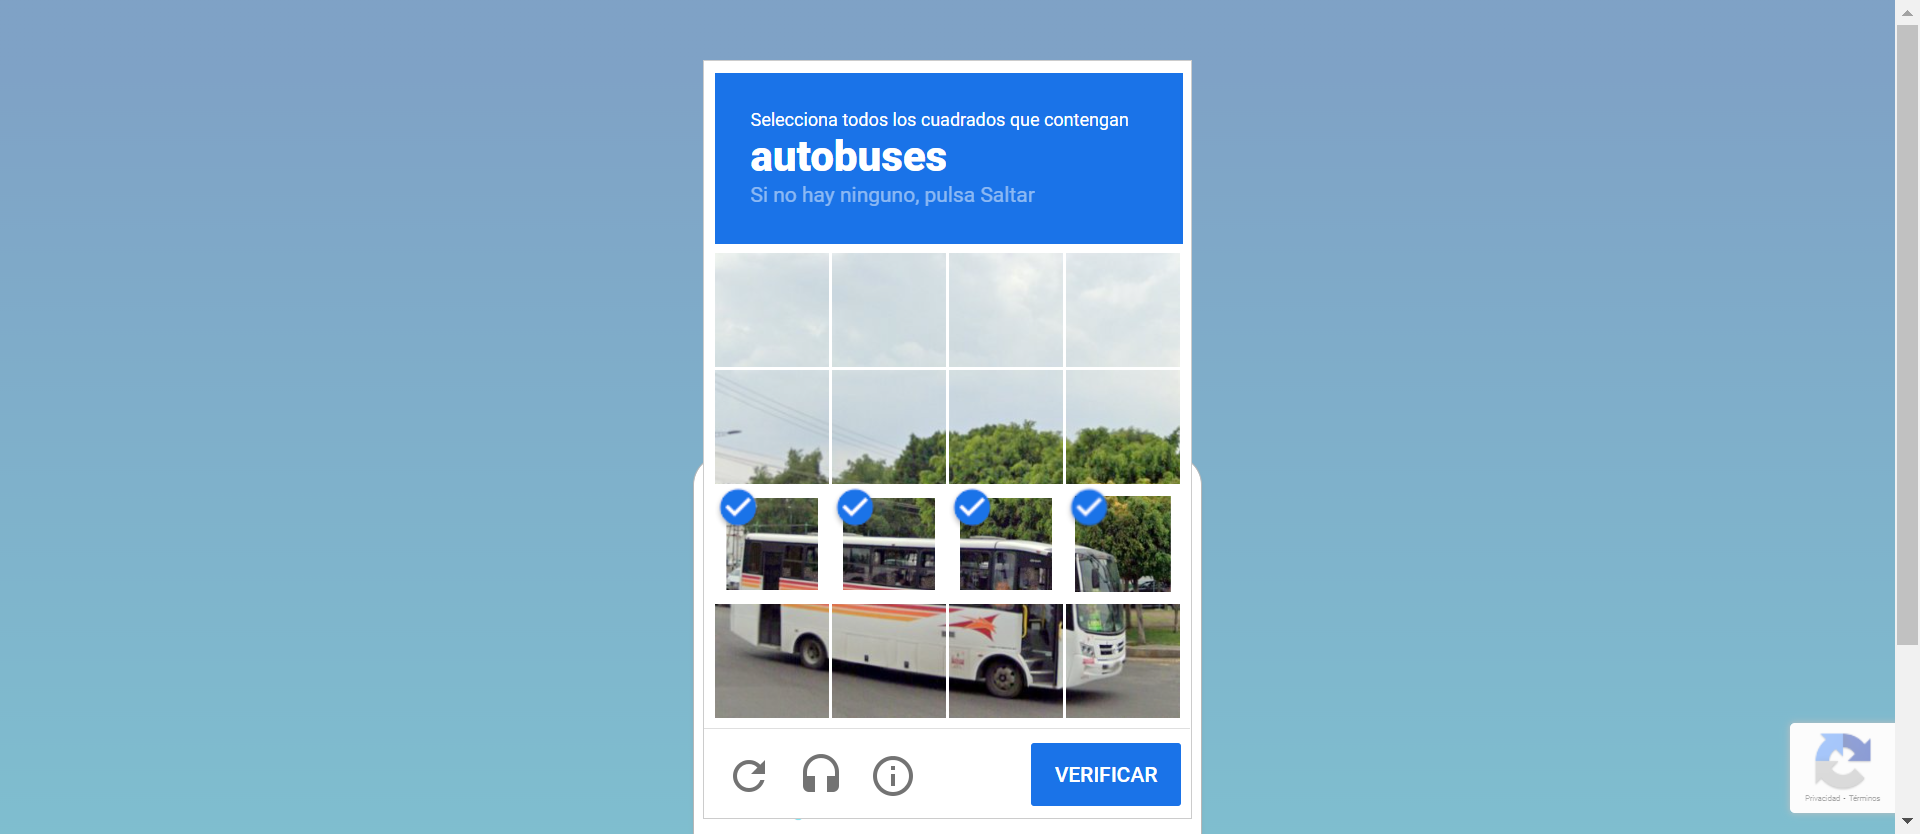 Selecciona todos los cuadrados que contengan
autobuses
Si no hay ninguno, pulsa Saltar
VERIFICAR
Privacidad - Términos